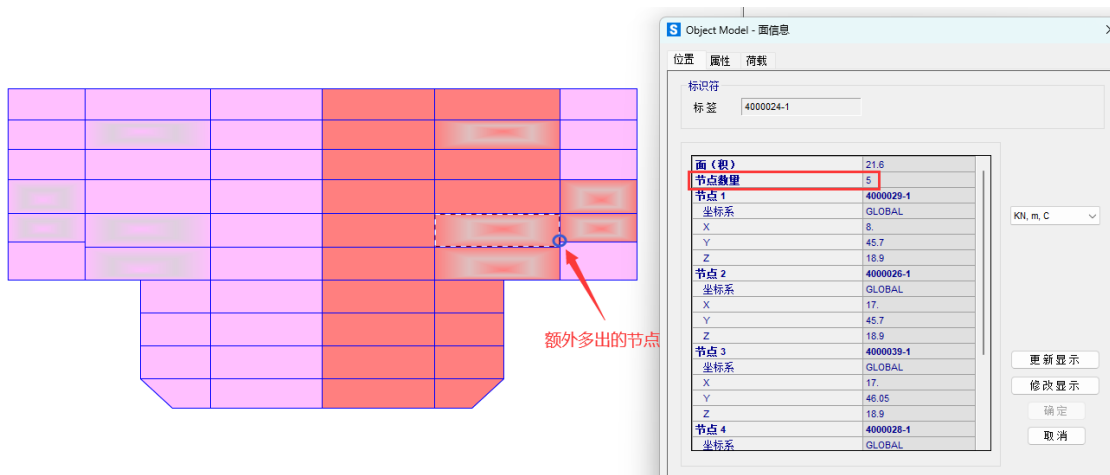 Object Model - 面信息
位置 属性 荷载
标识符
标签 4000024-1
面（积） 21.6
节点数量 5
节点 1 4000029-1
坐标系 GLOBAL
X 8.
Y 45.7
Z 18.9
节点 2 4000026-1
坐标系 GLOBAL
X 17.
Y 45.7
Z 18.9
节点 3 4000039-1
坐标系 GLOBAL
X 17.
Y 46.05
Z 18.9
节点 4 4000028-1
坐标系 GLOBAL
KN, m, C
更新显示
修改显示
确定
取消
额外多出的节点